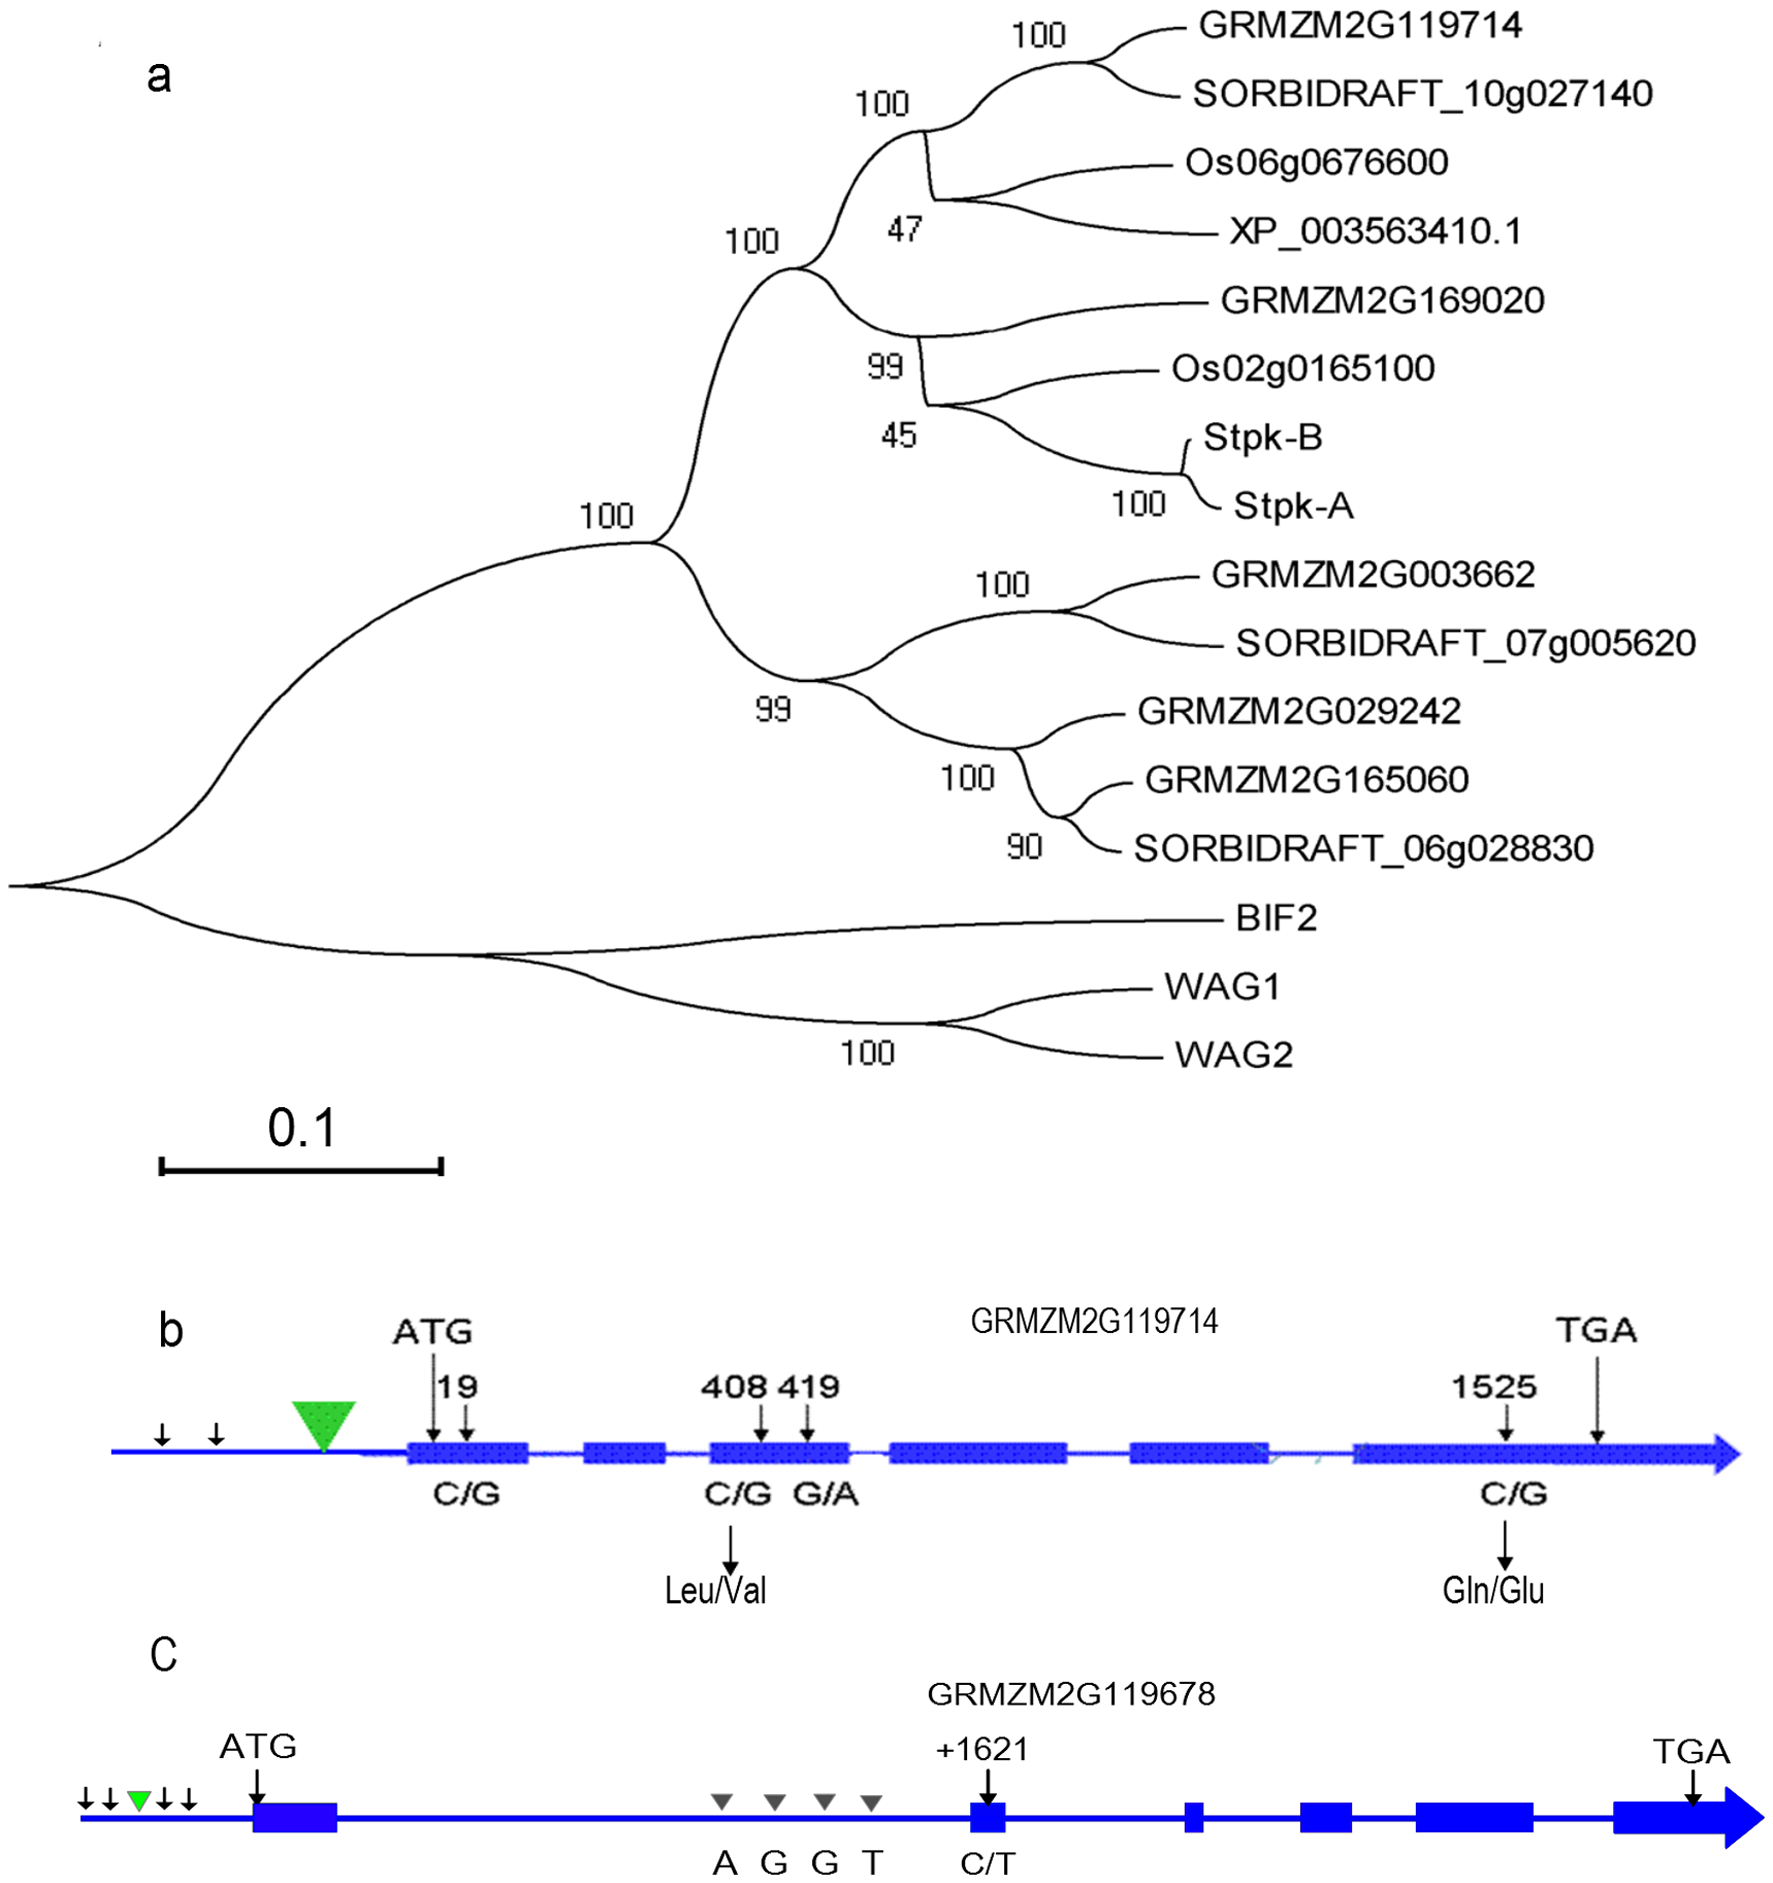 a
100
GRMZM2G119714
100
SORBIDRAFT_10g027140
Os06g0676600
100
47
XP_003563410.1
GRMZM2G169020
99
Os02g0165100
45
Stpk-B
100
100
Stpk-A
100
GRMZM2G003662
SORBIDRAFT_07g005620
99
GRMZM2G029242
100
GRMZM2G165060
90
SORBIDRAFT_06g028830
BIF2
WAG1
100
WAG2
0.1
b
ATG
GRMZM2G119714
TGA
19
408
419
1525
C/G
C/G
G/A
C/G
Leu/Val
Gln/Glu
C
GRMZM2G119678
ATG
+1621
TGA
A
G
G
T
C/T